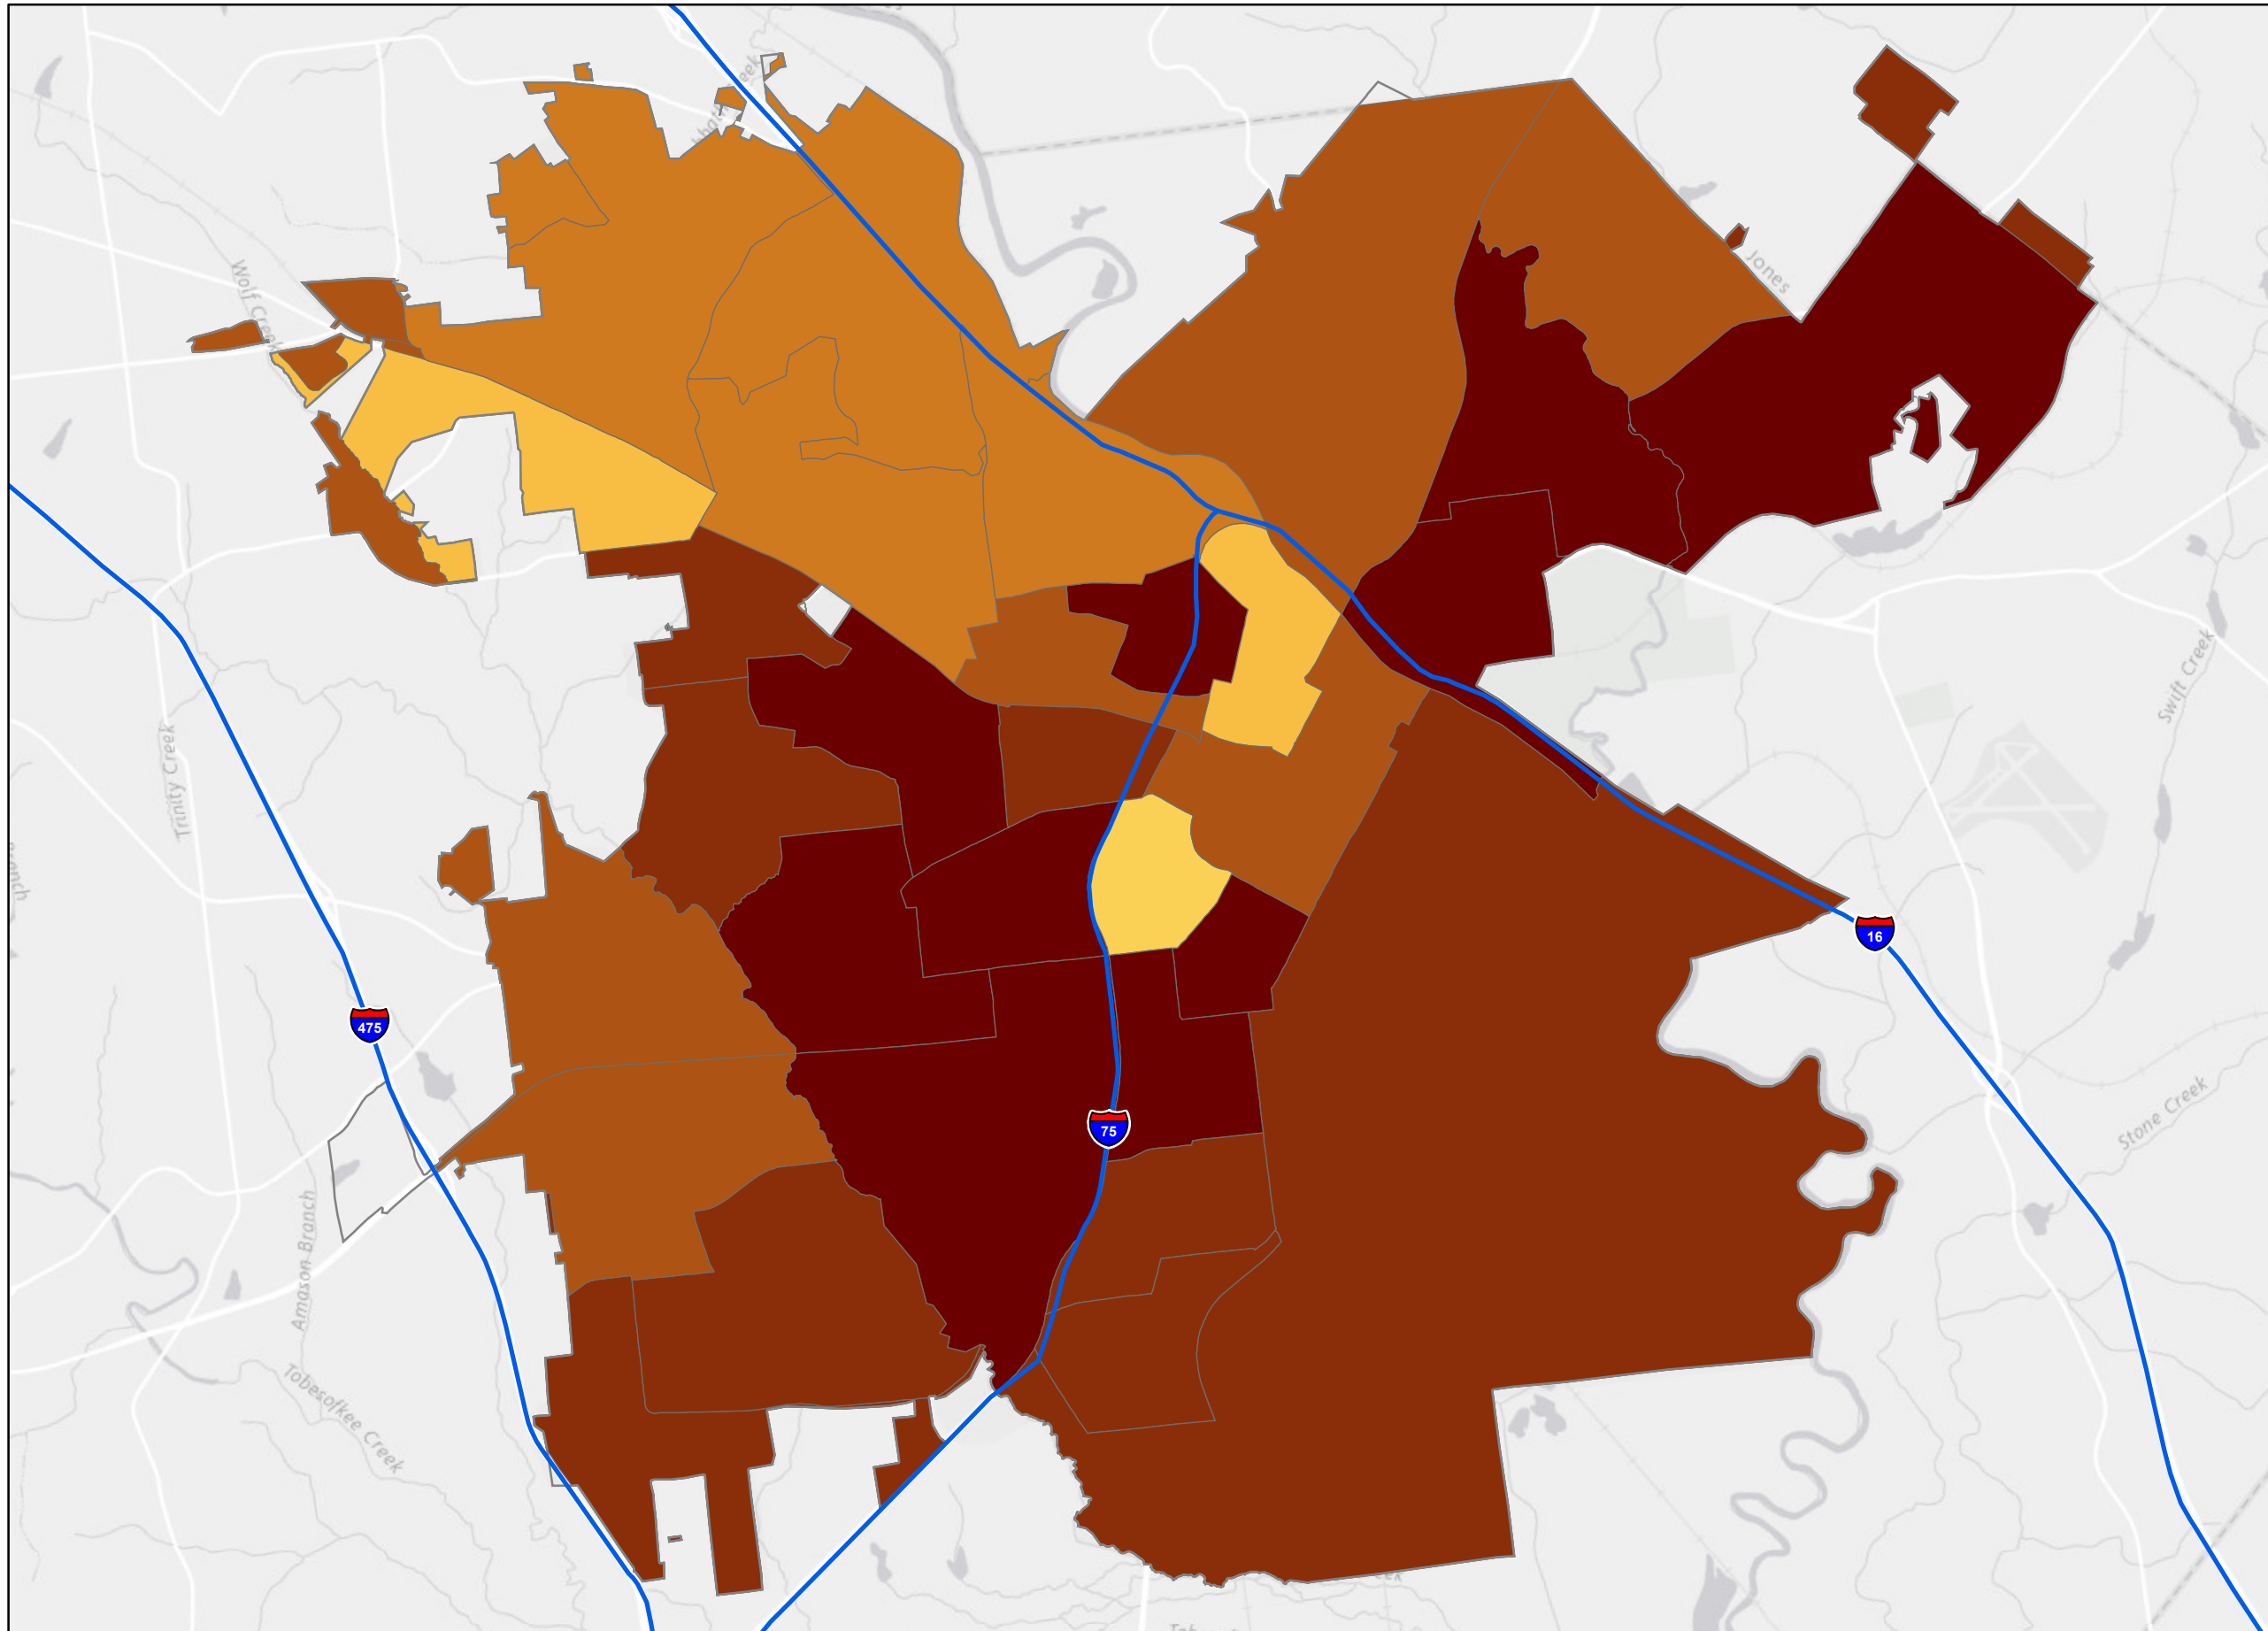 Wolf Creek
Jones
Swift Creek
Trinity Creek
16
475
75
Stone Creek
Amason Branch
Tobesofkee Creek